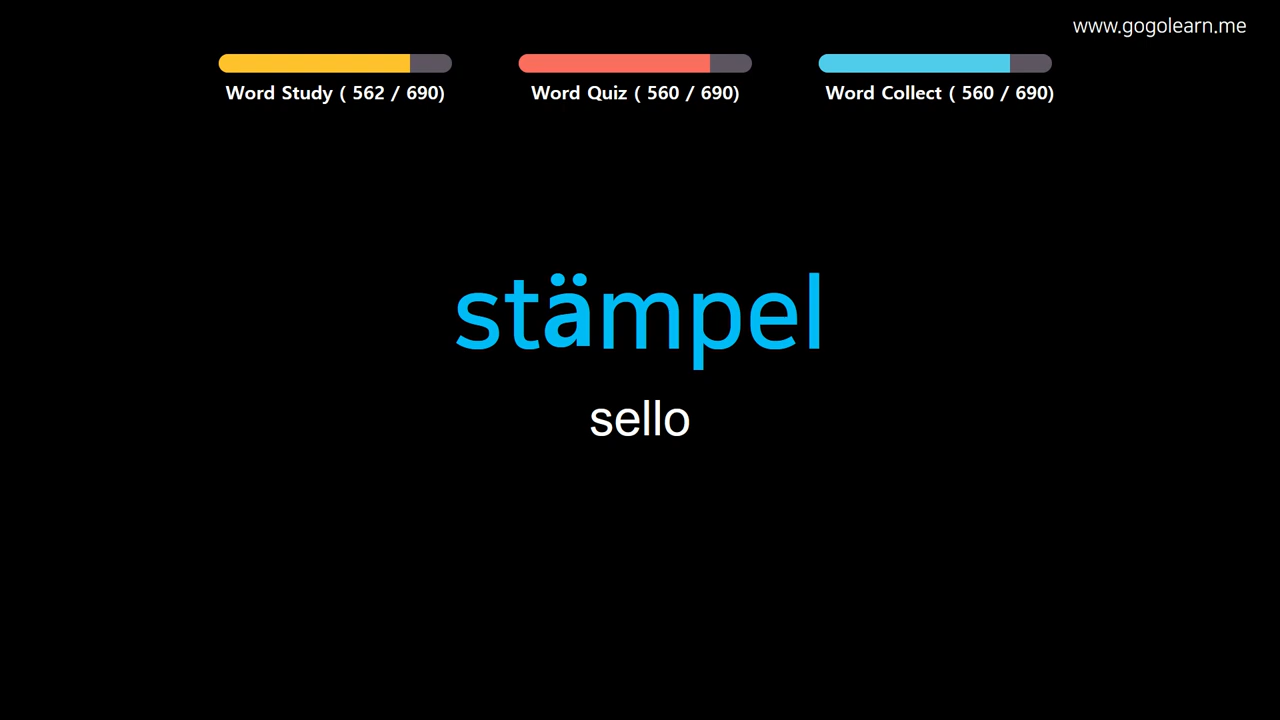 www.gogolearn.me
Word Study ( 562 / 690)
Word Quiz ( 560 / 690)
Word Collect ( 560 / 690)
stämpel
sello